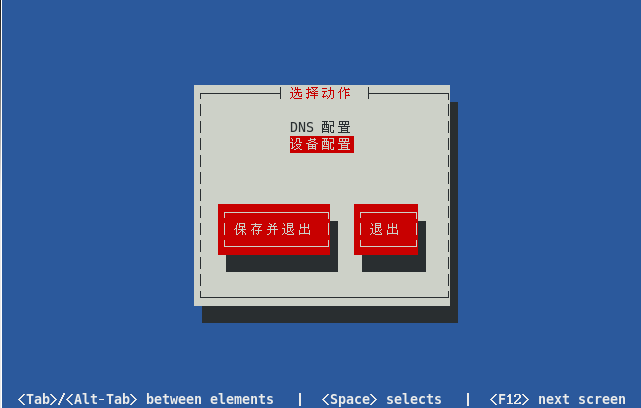 选择动作
DNS 配置
设备配置
保存并退出 退出
<Tab>/<Alt-Tab> between elements | <Space> selects | <F12> next screen